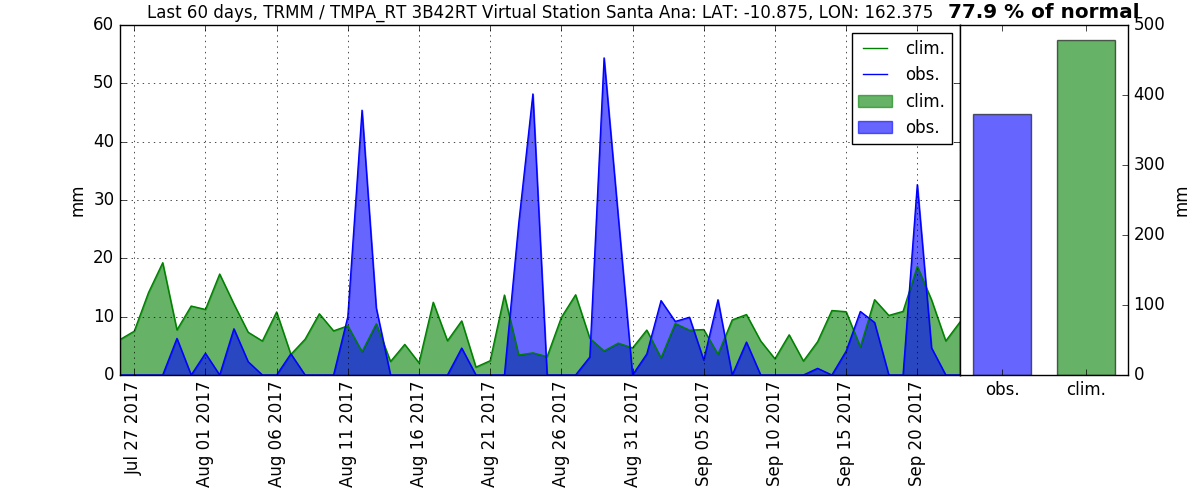 Last 60 days, TRMM / TMPA_RT 3B42RT Virtual Station Santa Ana: LAT: -10.875, LON: 162.375
77.9 % of normal
60
50
40
30
20
10
0
mm
clim.
obs.
clim.
obs.
Jul 27 2017
Aug 01 2017
Aug 06 2017
Aug 11 2017
Aug 16 2017
Aug 21 2017
Aug 26 2017
Aug 31 2017
Sep 05 2017
Sep 10 2017
Sep 15 2017
Sep 20 2017
500
400
300
200
100
0
mm
obs.
clim.